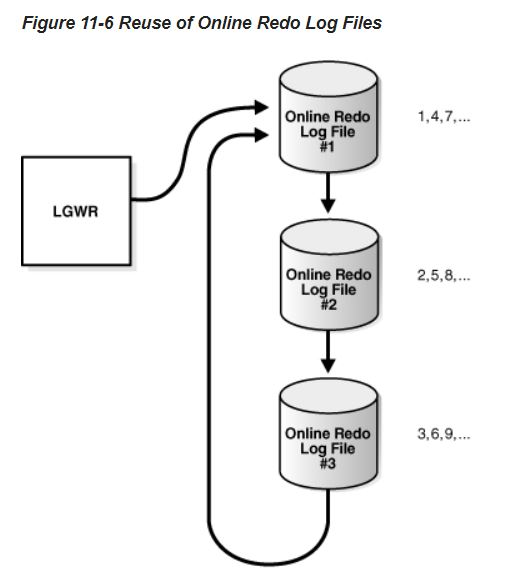 Figure 11-6 Reuse of Online Redo Log Files
Online Redo
Log File
#1
1,4,7,...
LGWR
Online Redo
Log File
#2
2,5,8,...
Online Redo
Log File
#3
3,6,9,...